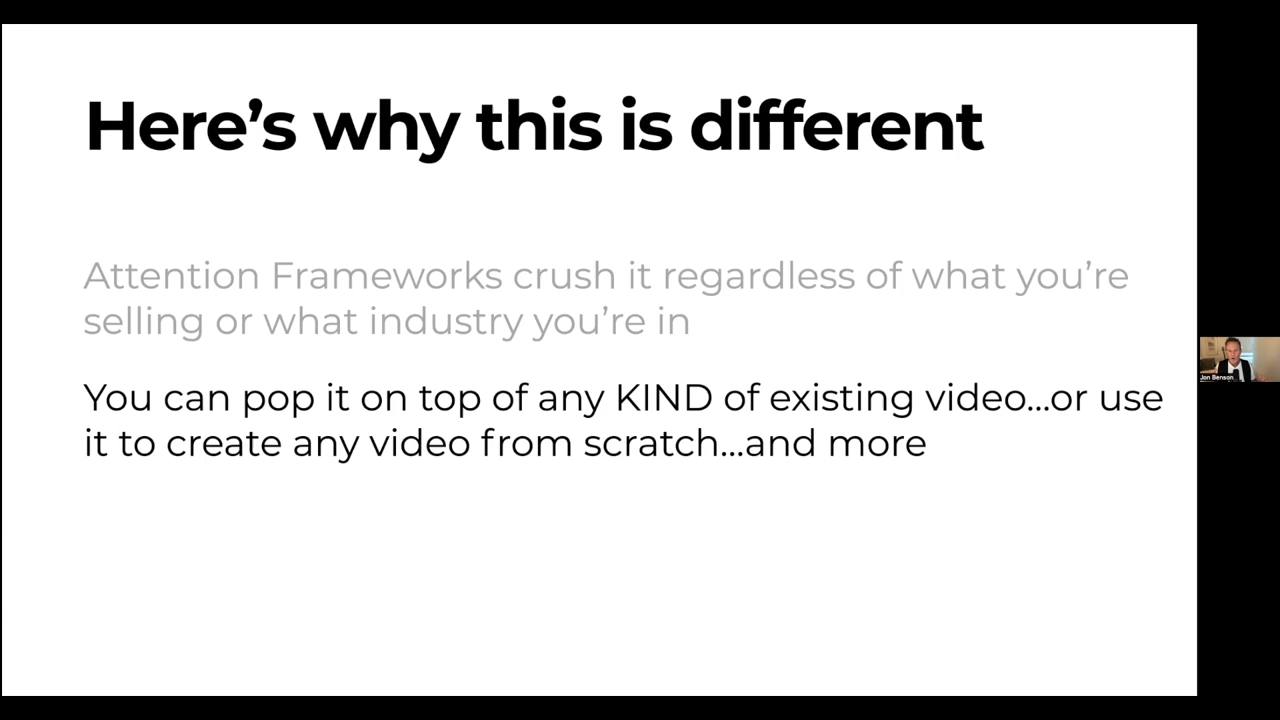 Here’s why this is different
Attention Frameworks crush it regardless of what you’re
selling or what industry you’re in
You can pop it on top of any KIND of existing video...or use
it to create any video from scratch...and more
Jon Benson